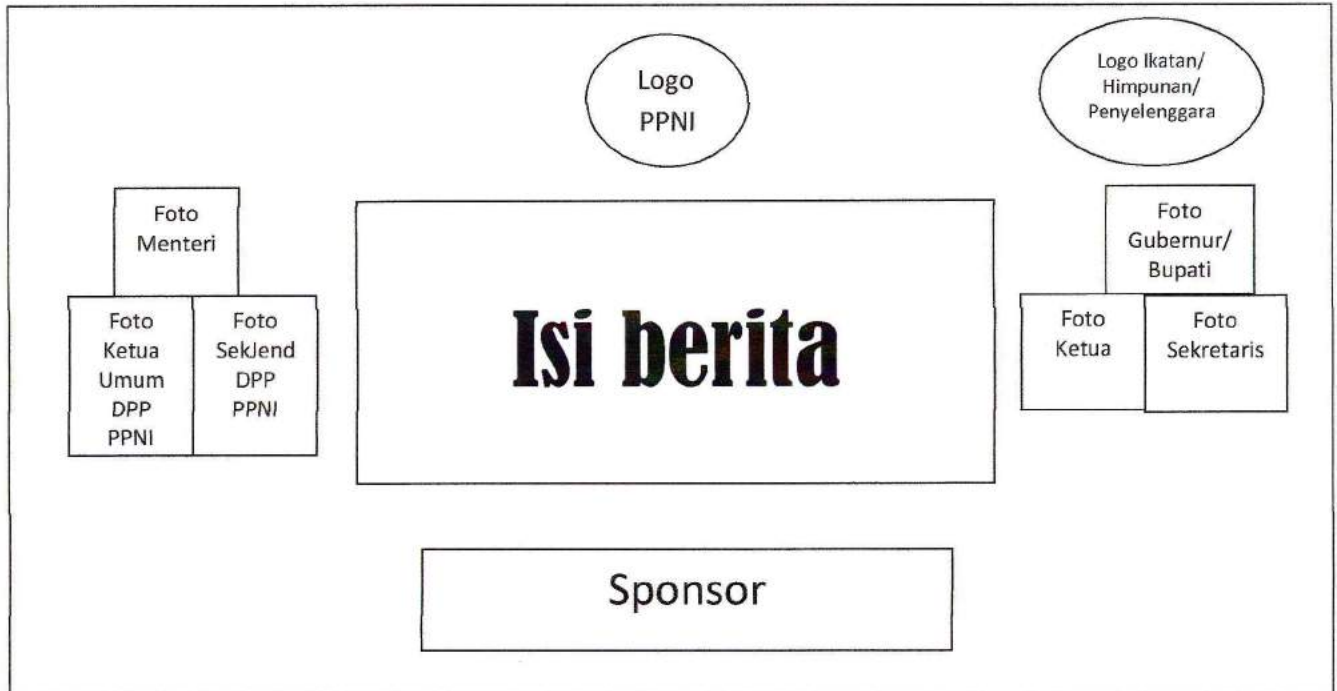 Logo
PPNI
Logo Ikatan/
Himpunan/
Penyelenggara
Foto
Menteri
Foto
Ketua
Umum
DPP
PPNI
Foto
SekJend
DPP
PPNI
Isi berita
Foto
Gubernur/
Bupati
Foto
Ketua
Foto
Sekretaris
Sponsor